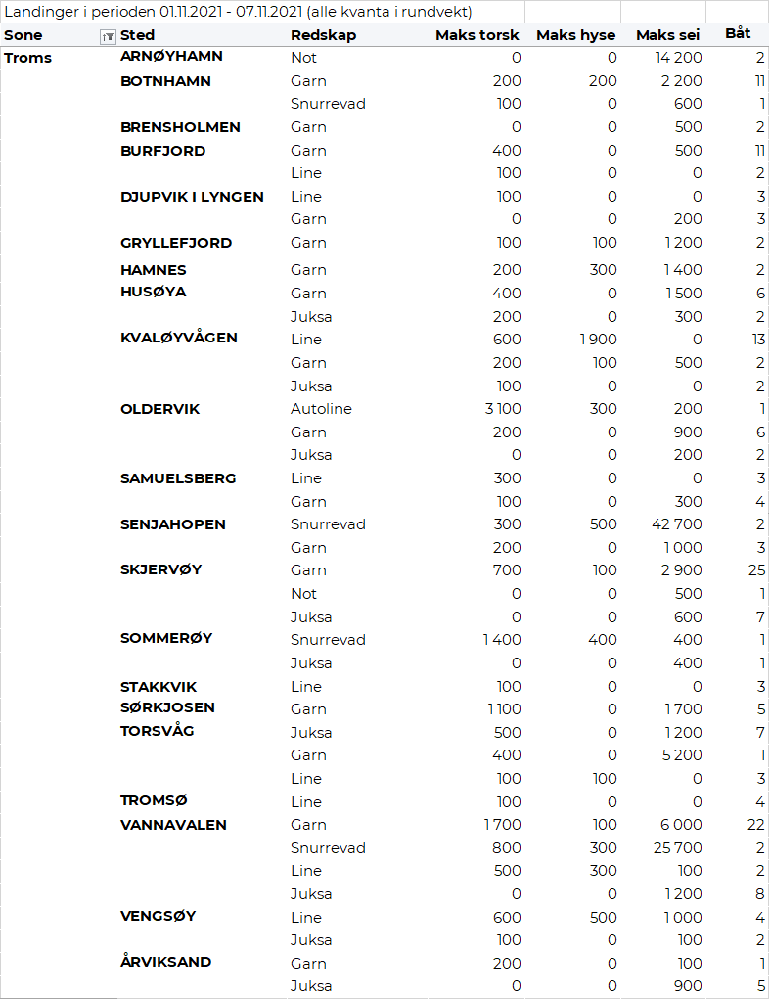 Landinger i perioden 01.11.2021 - 07.11.2021 (alle kvanta i rundvekt)
Sone Sted Redskap Maks torsk Maks hyse Maks sei Båt
Troms ARNØYHAMN Not 0 0 14 200 2
BOTNHAMN Garn 200 200 2 200 11
Snurrevad 100 0 600 1
BRENSHOLMEN Garn 0 0 500 2
BURFJORD Garn 400 0 500 11
Line 100 0 0 2
DJUPVIK I LYNGEN Line 100 0 0 3
Garn 0 0 200 3
GRYLLEFJORD Garn 100 100 1 200 2
HAMNES Garn 200 300 1 400 2
HUSØYA Garn 400 0 1 500 6
Juksa 200 0 300 2
KVALØYVÅGEN Line 600 1 900 0 13
Garn 200 100 500 2
Juksa 100 0 0 2
OLDERVIK Autoline 3 100 300 200 1
Garn 200 0 900 6
Juksa 0 0 200 2
SAMUELSBERG Line 300 0 0 3
Garn 100 0 300 4
SENJAHOPEN Snurrevad 300 500 42 700 2
Garn 200 0 1 000 3
SKJERVØY Garn 700 100 2 900 25
Not 0 0 500 1
Juksa 0 0 600 7
SOMMERØY Snurrevad 1 400 400 400 1
Juksa 0 0 400 1
STAKKVIK Line 100 0 0 3
SØRKJOSEN Garn 1 100 0 1 700 5
TORSVÅG Juksa 500 0 1 200 7
Garn 400 0 5 200 1
Line 100 100 0 3
TROMSØ Line 100 0 0 4
VANNAVALEN Garn 1 700 100 6 000 22
Snurrevad 800 300 25 700 2
Line 500 300 100 2
Juksa 0 0 1 200 8
VENGSØY Line 600 500 1 000 4
Juksa 100 0 100 2
ÅRVIKSAND Garn 200 0 100 1
Juksa 0 0 900 5